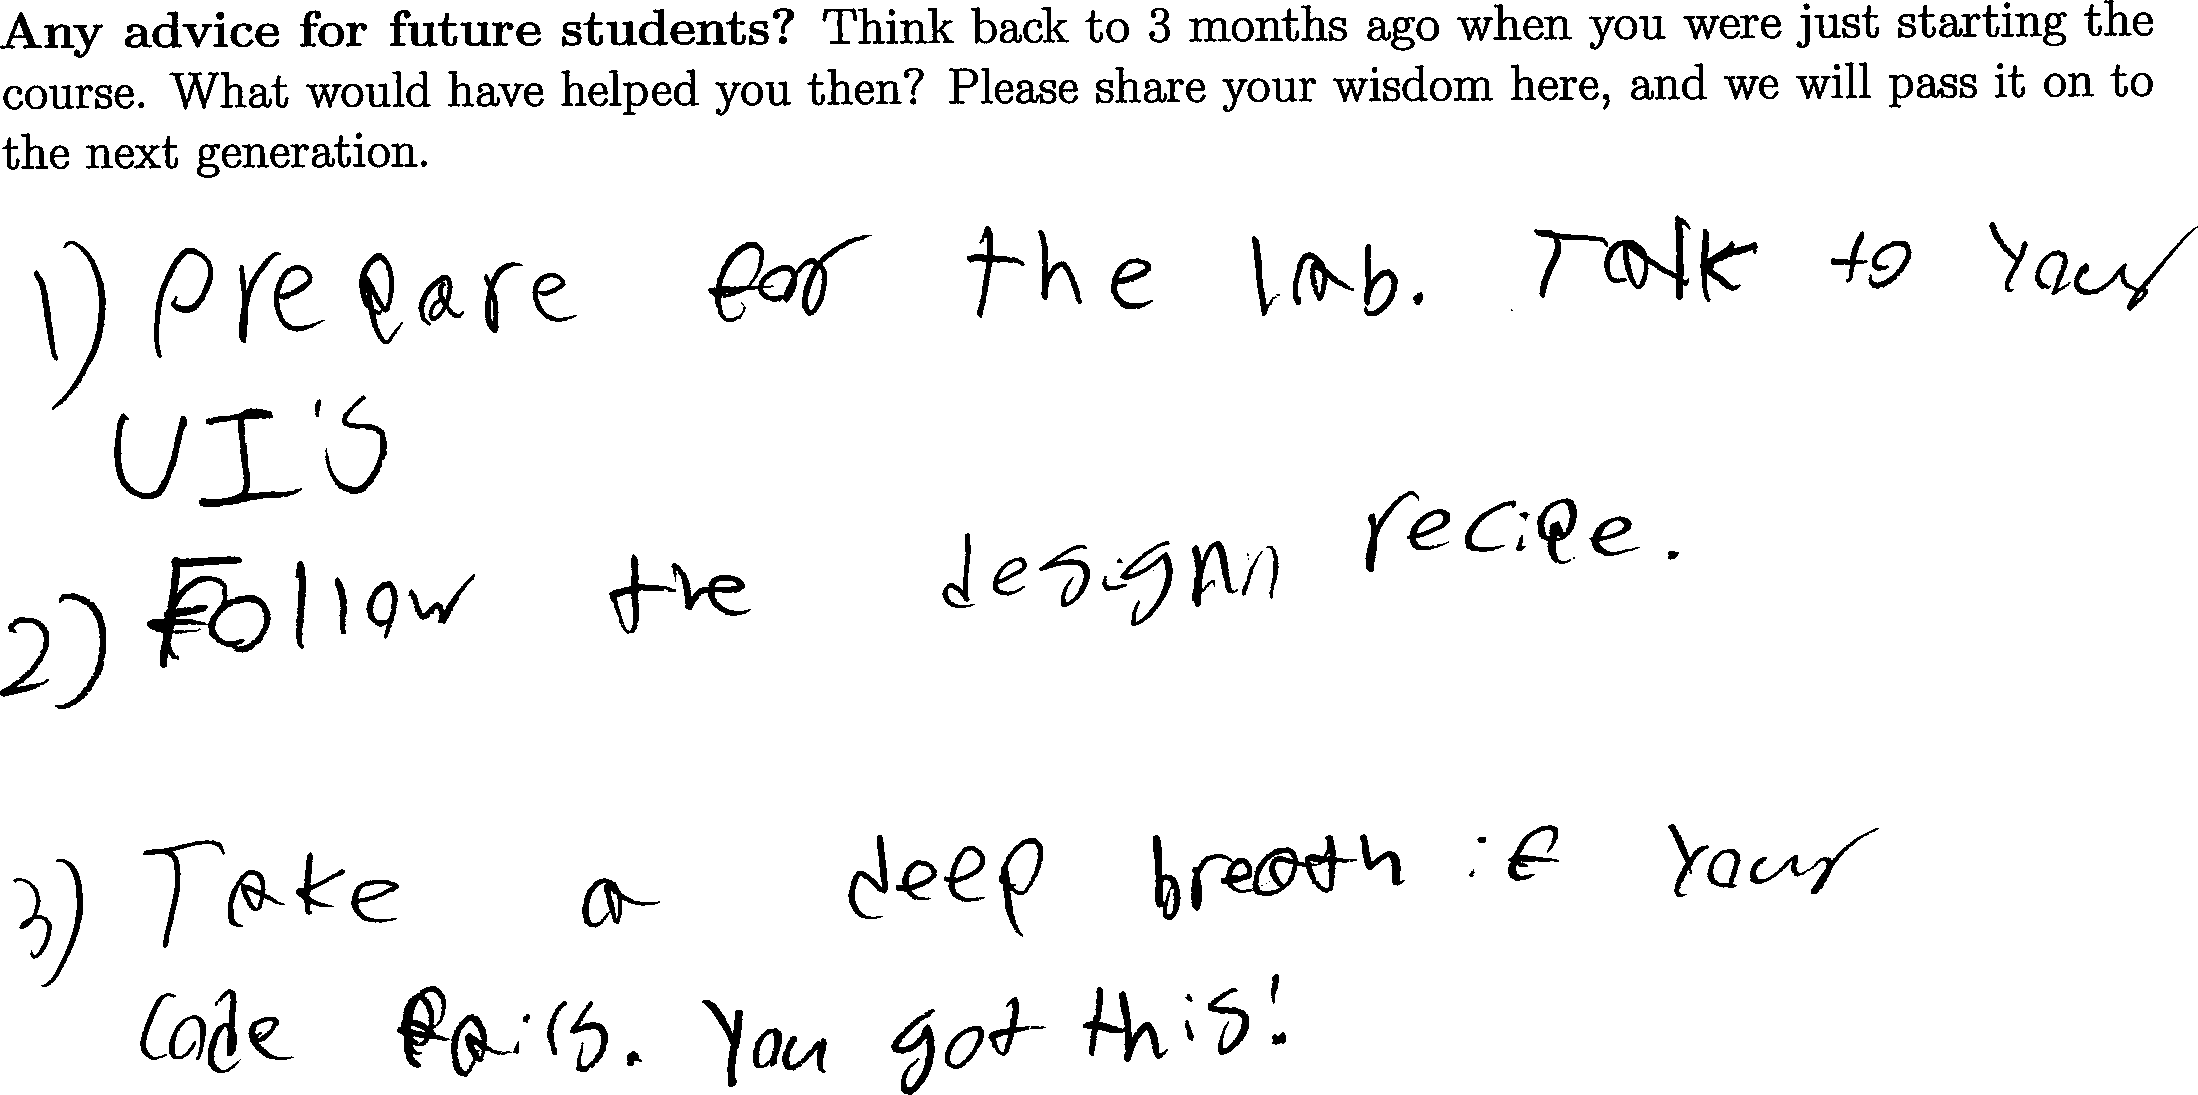 Any advice for future students? Think back to 3 months ago when you were just starting the
course. What would have helped you then? Please share your wisdom here, and we will pass it on to
the next generation.
1) Prepare for the lab. Talk to your
UI's
2) Follow the designn recipe.
3) Take a deep breath if your
code fails. You got this!